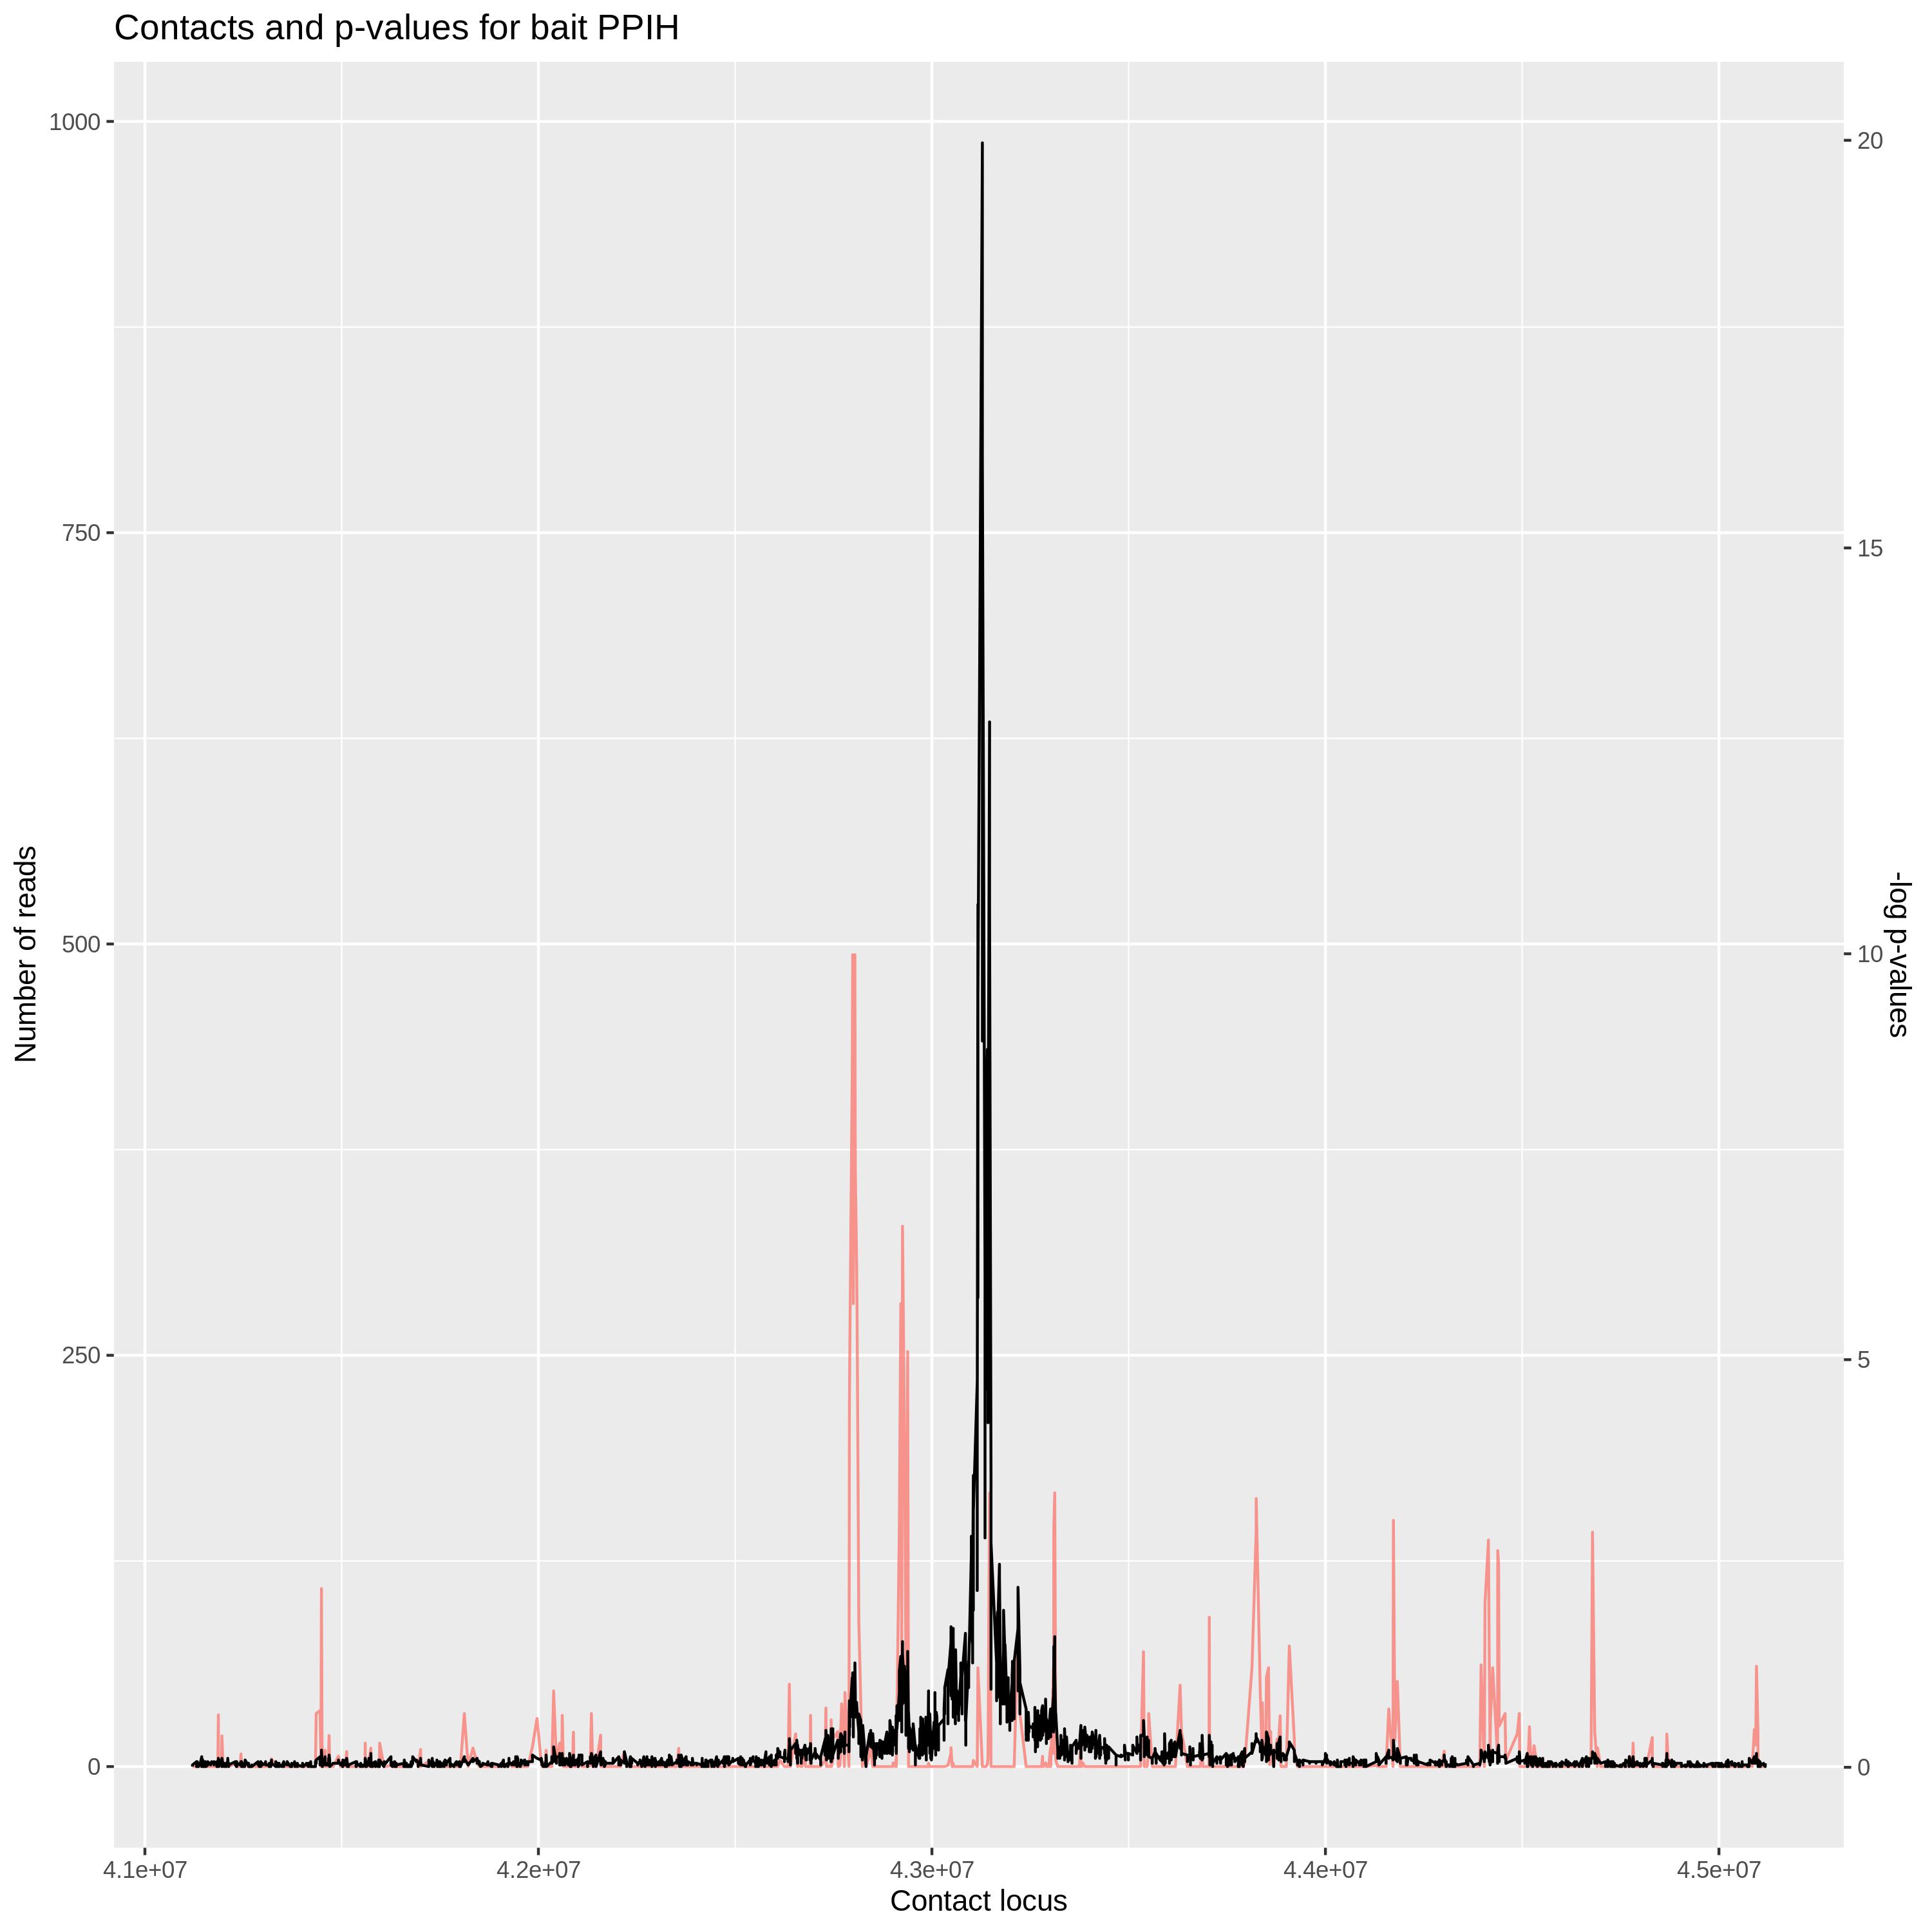 Contacts and p-values for bait PPIH
1000
750
500
250
0
Number of reads
20
15
10
5
0
-log p-values
4.1e+07
4.2e+07
4.3e+07
4.4e+07
4.5e+07
Contact locus